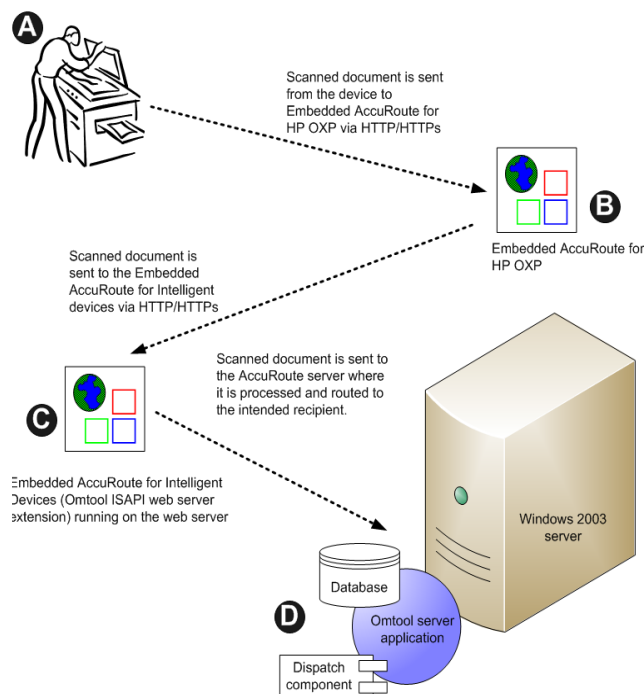 A
Scanned document is sent
from the device to
Embedded AccuRoute for
HP OXP via HTTP/HTTPs
B
Embedded AccuRoute for
HP OXP
Scanned document is
sent to the Embedded
AccuRoute for Intelligent
devices via HTTP/HTTPs
Scanned document is sent to
the AccuRoute server where
it is processed and routed to
the intended recipient.
C
Embedded AccuRoute for Intelligent
Devices (Omtool ISAPI web server
extension) running on the web server
Windows 2003
server
Database
D
Omtool server
application
Dispatch
component